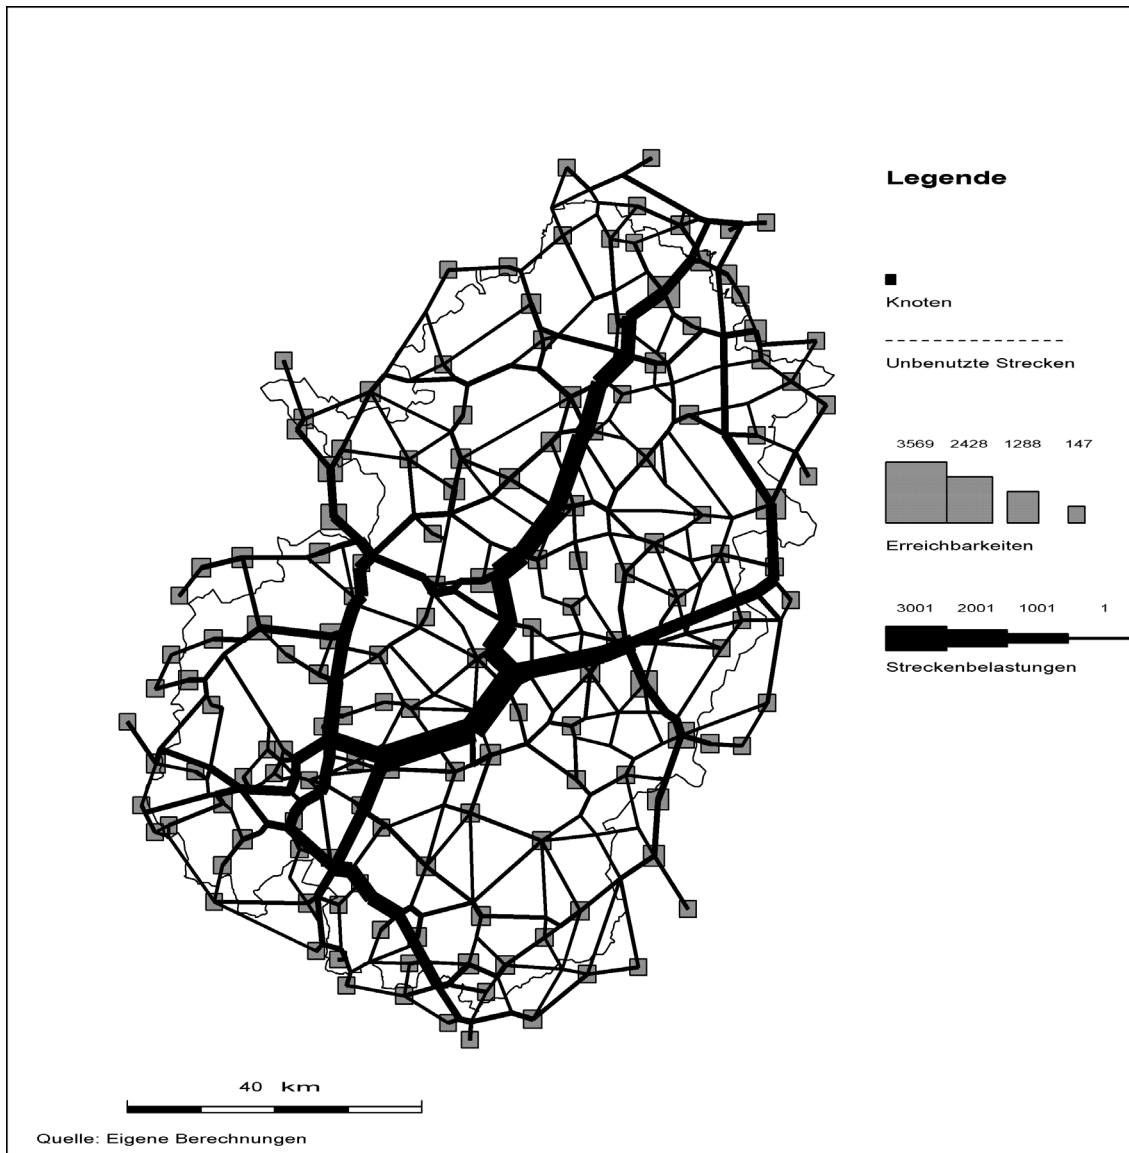 Legende
Knoten
Unbenutzte Strecken
3569 2428 1288 147
Erreichbarkeiten
3001 2001 1001 1
Streckenbelastungen
40 km
Quelle: Eigene Berechnungen